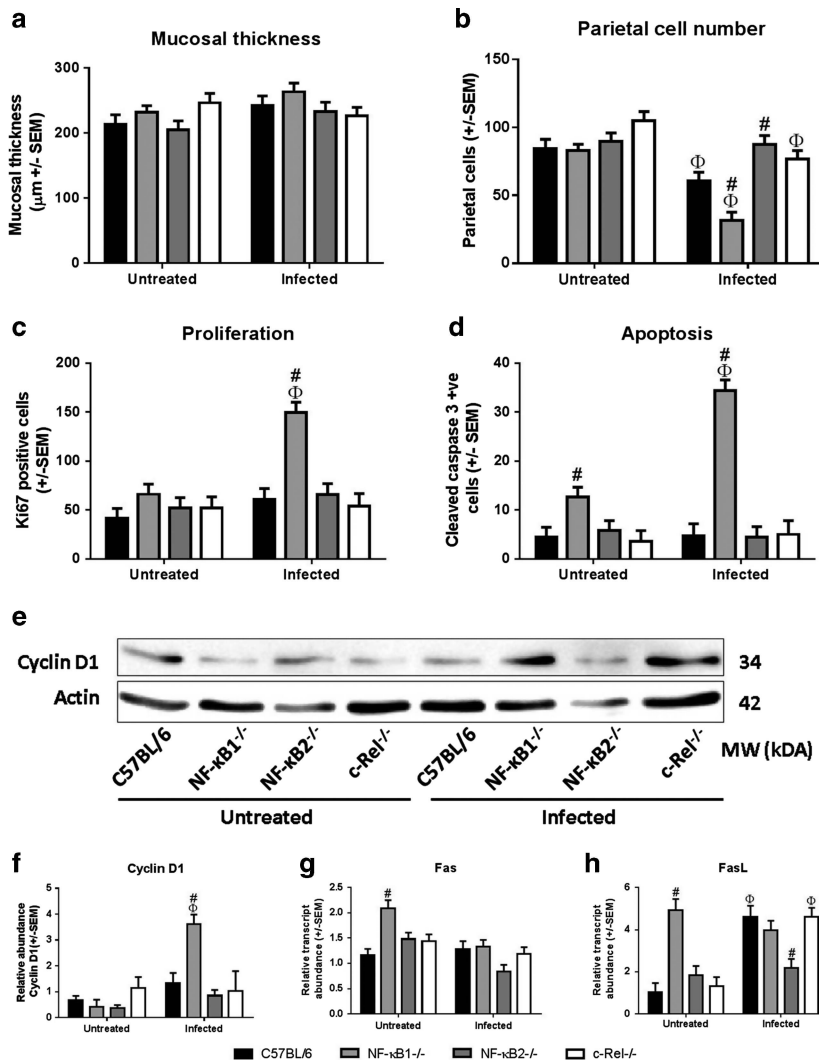 a
Mucosal thickness
Mucosal thickness
(μm +/- SEM)
300
200
100
0
Untreated
Infected
b
Parietal cell number
Parietal cells (+/-SEM)
150
100
50
0
Φ
#
Φ
#
Φ
Untreated
Infected
c
Proliferation
Ki67 positive cells
(+/-SEM)
200
150
100
50
0
#
Φ
Untreated
Infected
d
Apoptosis
Cleaved caspase 3 +ve
cells (+/- SEM)
40
30
20
10
0
#
#
Φ
Untreated
Infected
e
Cyclin D1
34
Actin
42
C57BL/6
NF-κB1-/-
NF-κB2-/-
c-Rel-/-
C57BL/6
NF-κB1-/-
NF-κB2-/-
c-Rel-/-
MW (kDA)
Untreated
Infected
f
Cyclin D1
Relative abundance
Cyclin D1(+/-SEM)
6
4
2
0
#
Φ
Untreated
Infected
g
Fas
Relative transcript
abundance (+/-SEM)
2.5
2.0
1.5
1.0
0.5
0.0
#
Untreated
Infected
h
FasL
Relative transcript
abundance (+/-SEM)
6
4
2
0
#
Φ
#
Φ
Untreated
Infected
C57BL/6
NF-κB1-/-
NF-κB2-/-
c-Rel-/-